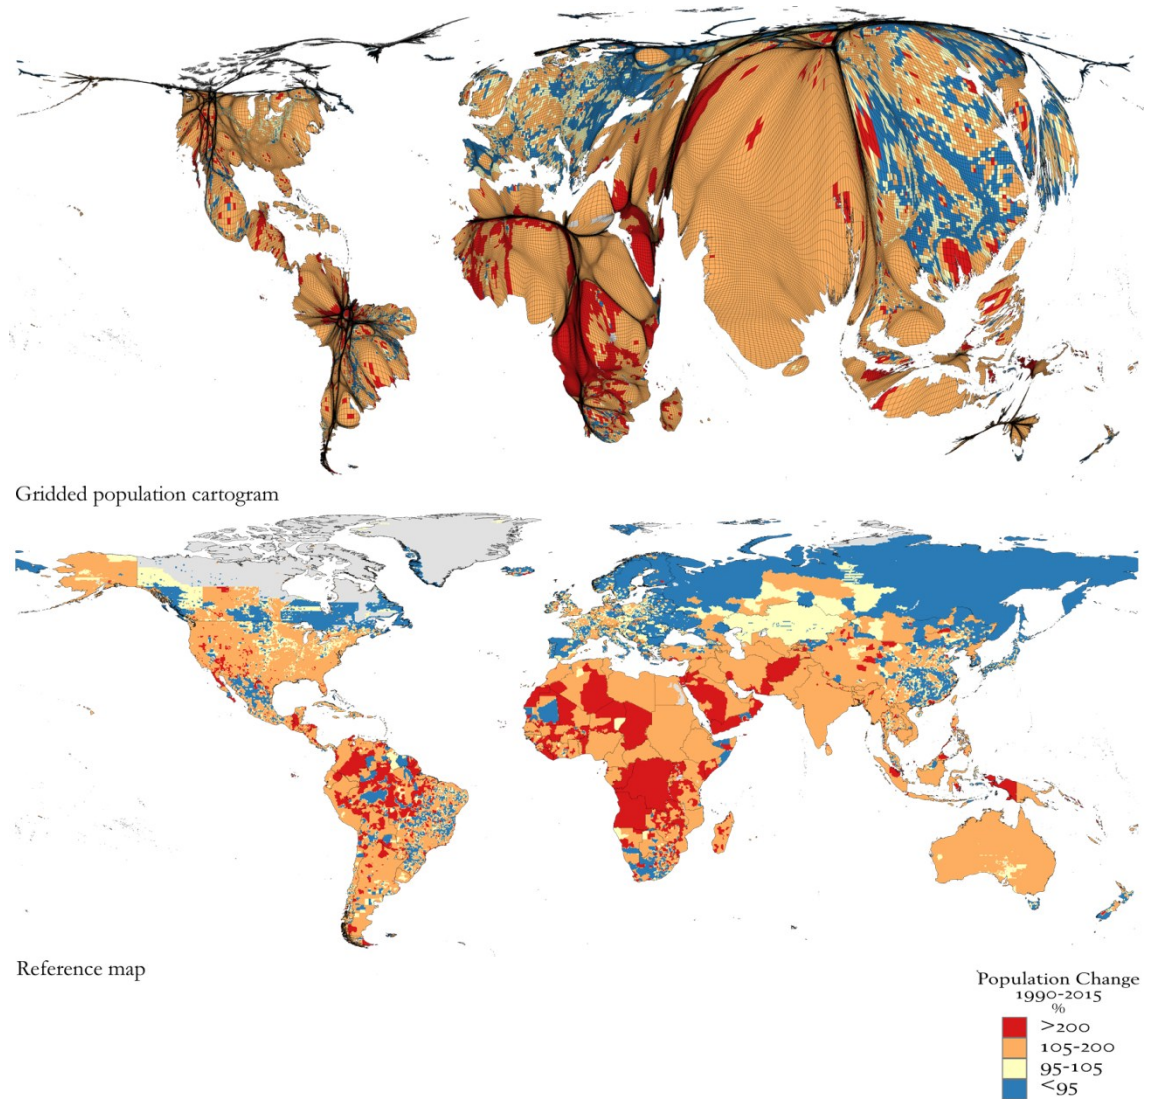 Gridded population cartogram
Reference map
Population Change
1990-2015
%
>200
105-200
95-105
<95